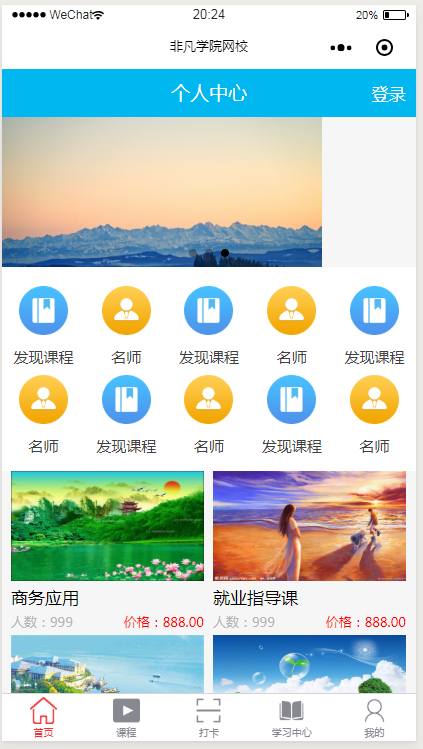 ●●●●● WeChat 20:24 20%
非凡学院网校
个人中心 登录
发现课程 名师 发现课程 名师 发现课程
名师 发现课程 名师 发现课程 名师
商务应用 就业指导课
人数：999 价格：888.00 人数：999 价格：888.00
首页 课程 打卡 学习中心 我的